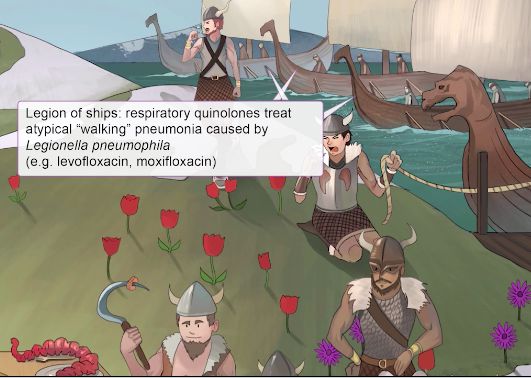 Legion of ships: respiratory quinolones treat
atypical “walking” pneumonia caused by
Legionella pneumophila
(e.g. levofloxacin, moxifloxacin)